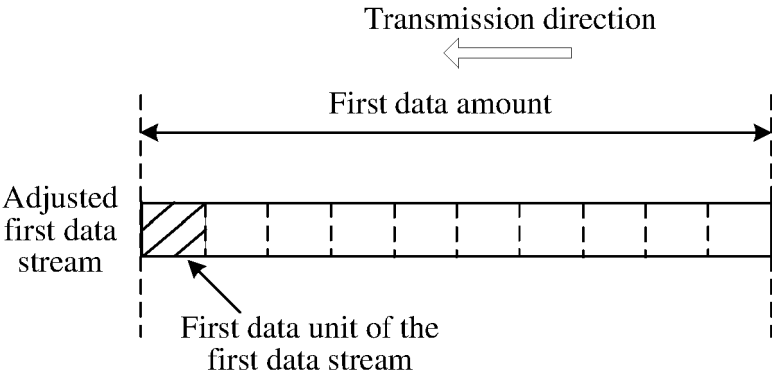 Transmission direction
First data amount
Adjusted
first data
stream
First data unit of the
first data stream